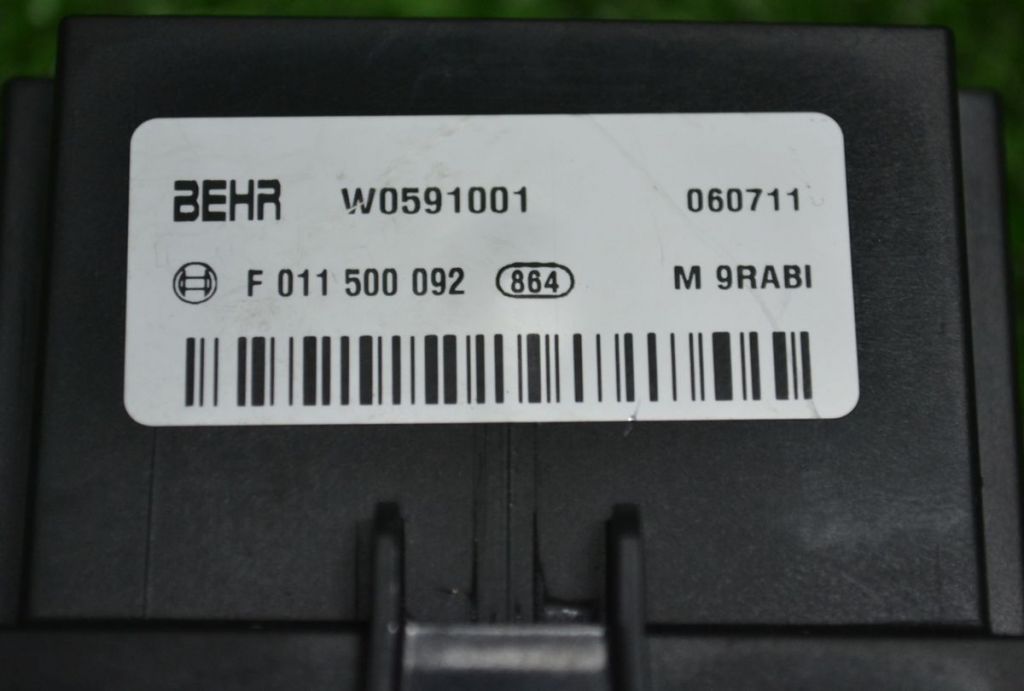 BEHR W0591001 060711
F 011 500 092 864 M 9RABI